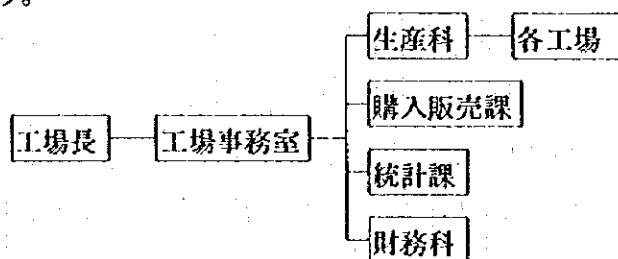 う。
生産科 各工場
購入販売課
工場長 工場事務室
統計課
財務科